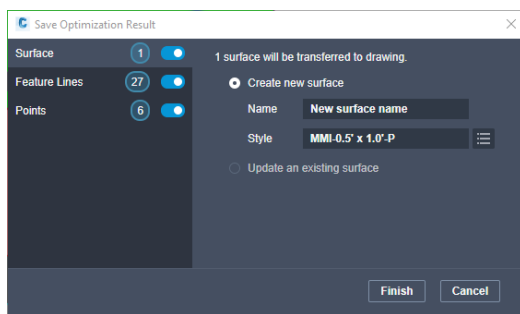 Save Optimization Result
Surface 1
Feature Lines 27
Points 6
1 surface will be transferred to drawing.
Create new surface
Name New surface name
Style MMI-0.5' x 1.0'-P
Update an existing surface
Finish Cancel